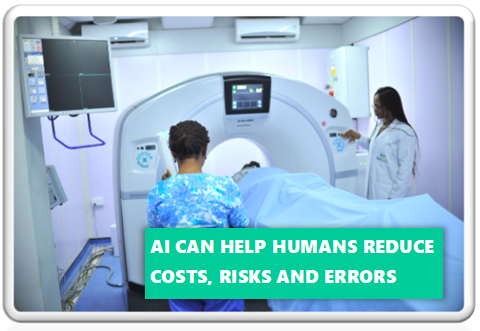 AI CAN HELP HUMANS REDUCE
COSTS, RISKS AND ERRORS